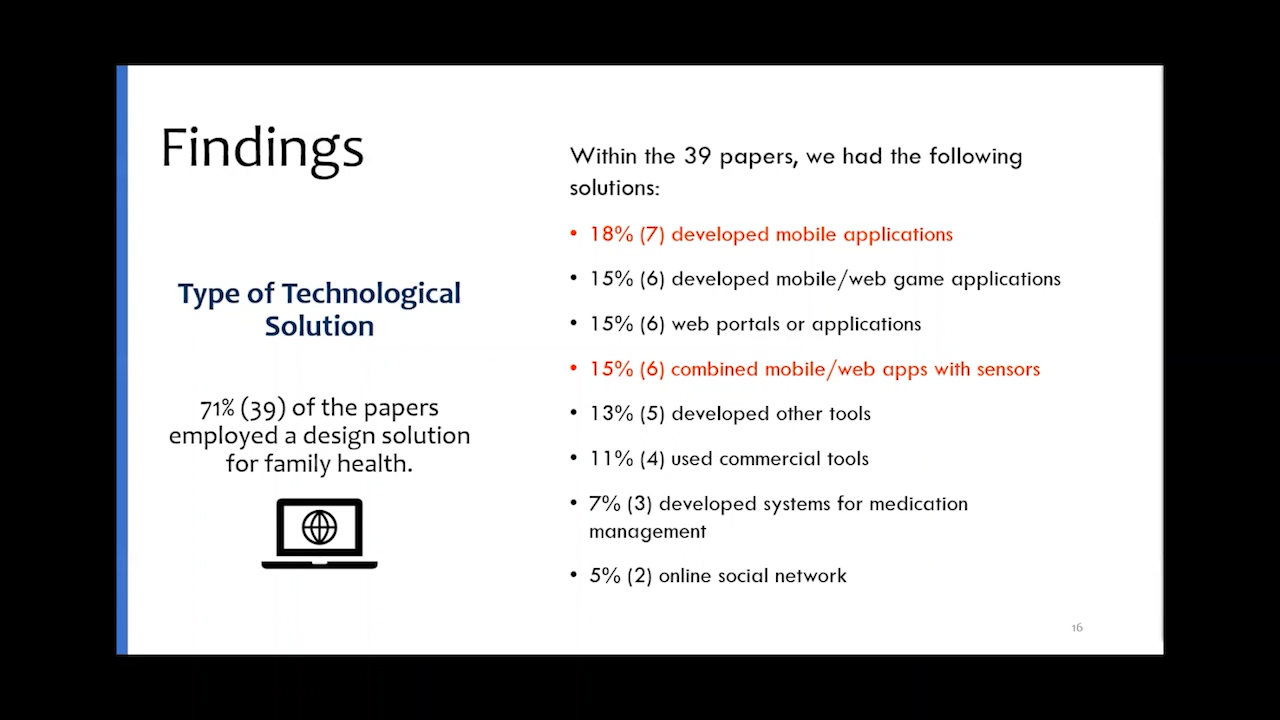 Findings
Type of Technological
Solution
71% (39) of the papers
employed a design solution
for family health.
Within the 39 papers, we had the following
solutions:
• 18% (7) developed mobile applications
• 15% (6) developed mobile/web game applications
• 15% (6) web portals or applications
• 15% (6) combined mobile/web apps with sensors
• 13% (5) developed other tools
• 11% (4) used commercial tools
• 7% (3) developed systems for medication
management
• 5% (2) online social network
16